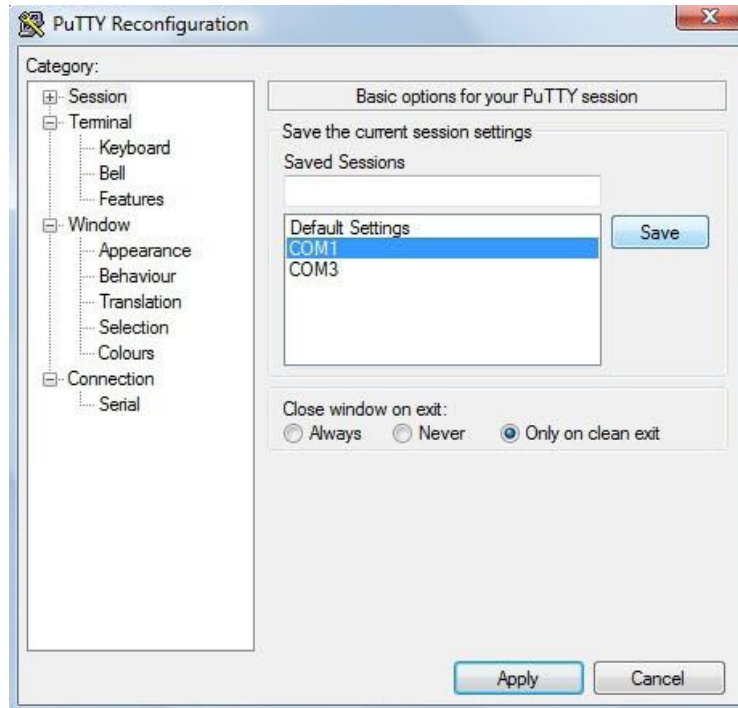 PuTTY Reconfiguration
Category:
Session
Terminal
Keyboard
Bell
Features
Window
Appearance
Behaviour
Translation
Selection
Colours
Connection
Serial
Basic options for your PuTTY session
Save the current session settings
Saved Sessions
Default Settings
COM1
COM3
Save
Close window on exit:
Always Never Only on clean exit
Apply Cancel